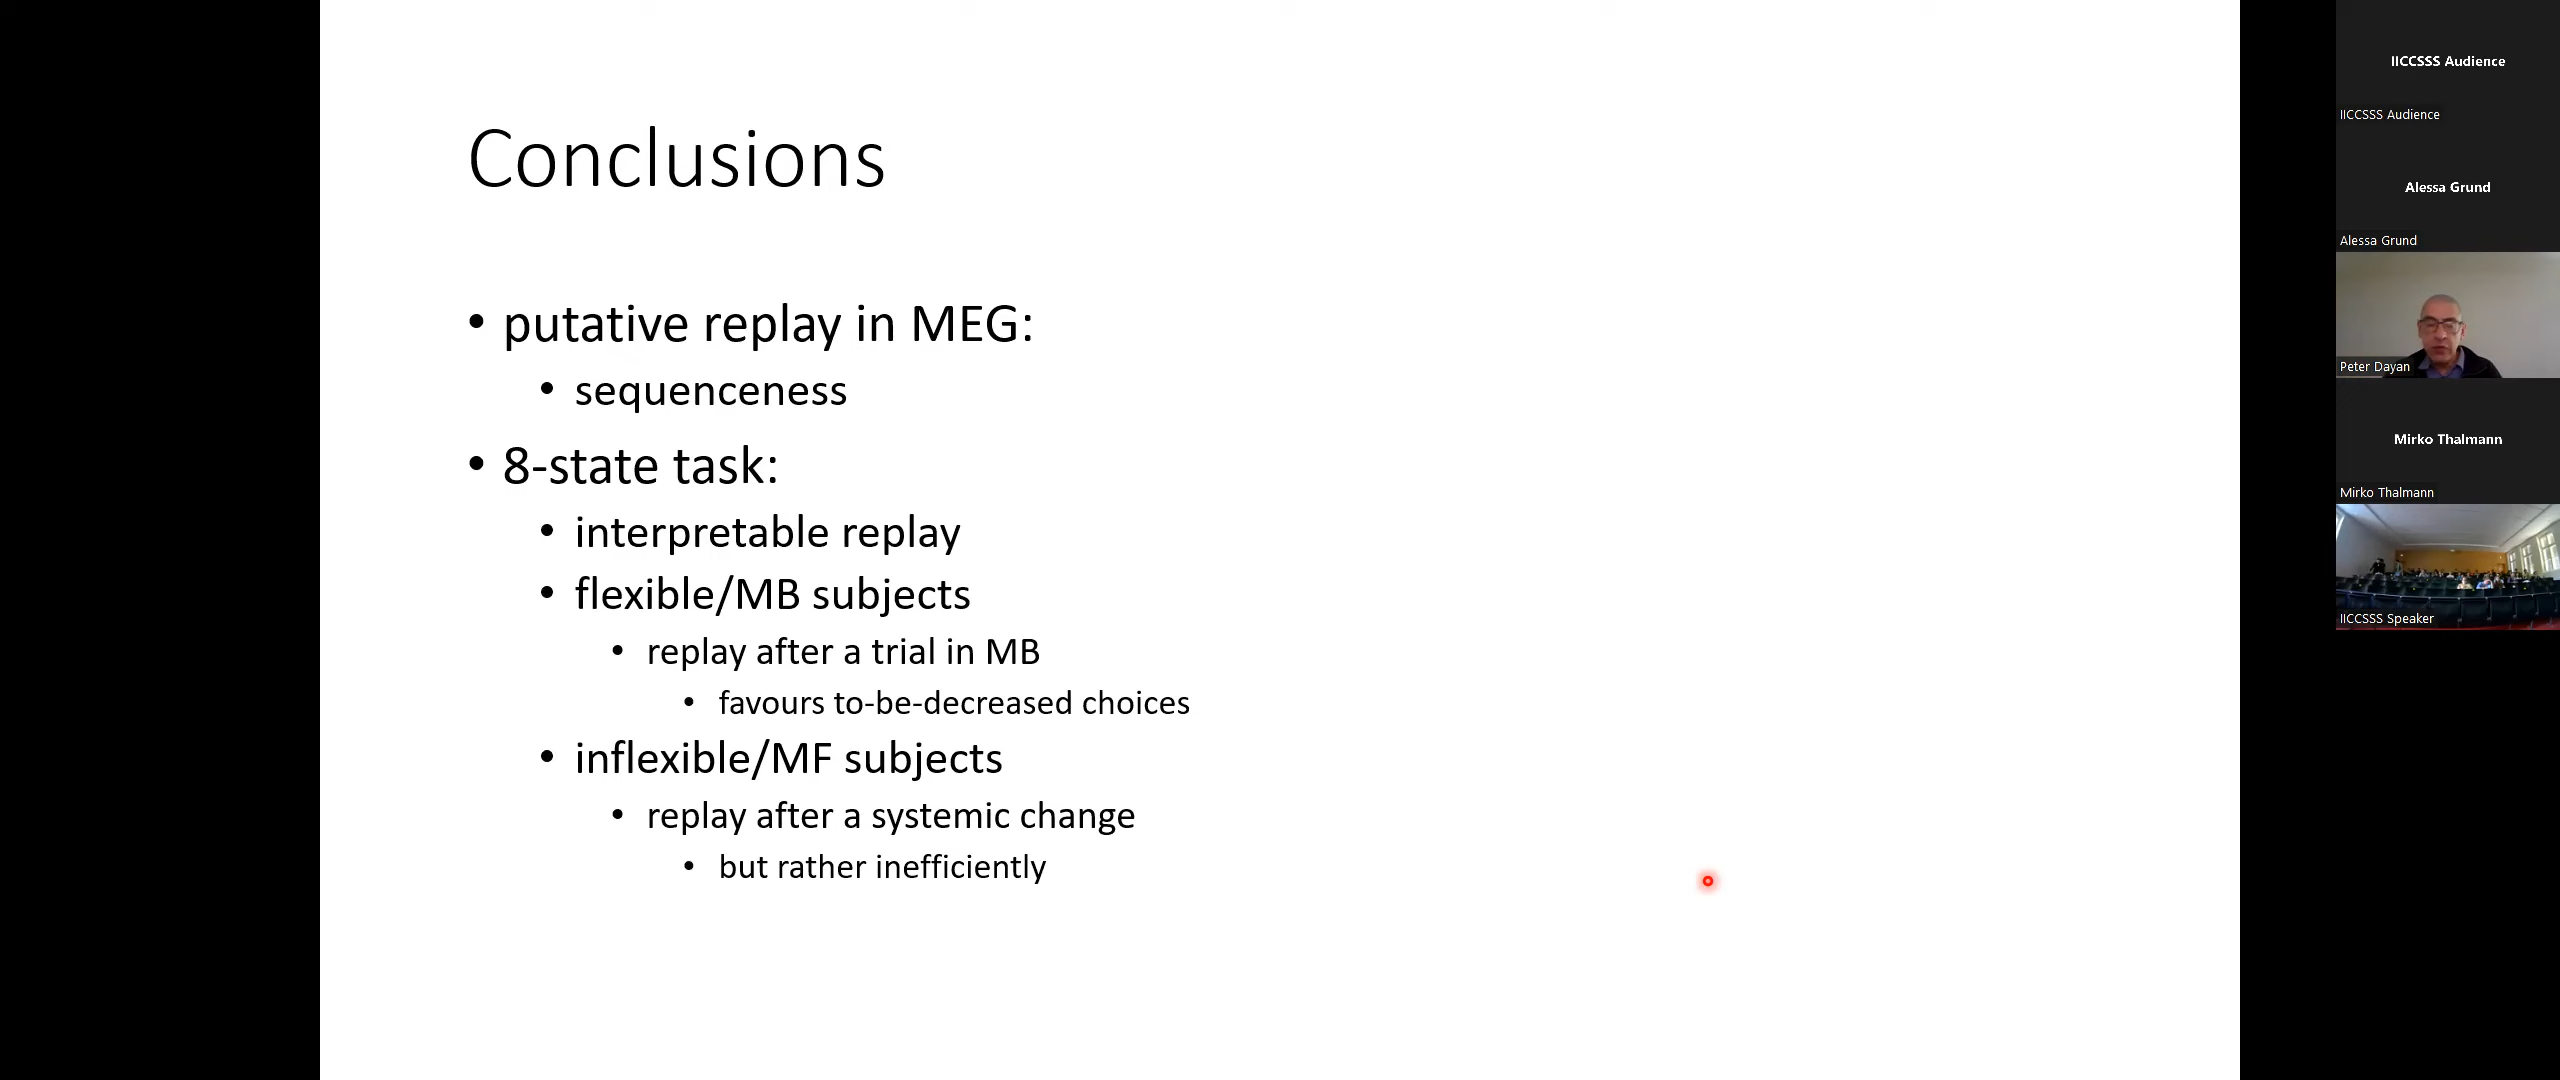 Conclusions
• putative replay in MEG:
• sequenceness
• 8-state task:
• interpretable replay
• flexible/MB subjects
• replay after a trial in MB
• favours to-be-decreased choices
• inflexible/MF subjects
• replay after a systemic change
• but rather inefficiently
IICCSSS Audience
IICCSSS Audience
Alessa Grund
Alessa Grund
Peter Dayan
Mirko Thalmann
Mirko Thalmann
IICCSSS Speaker